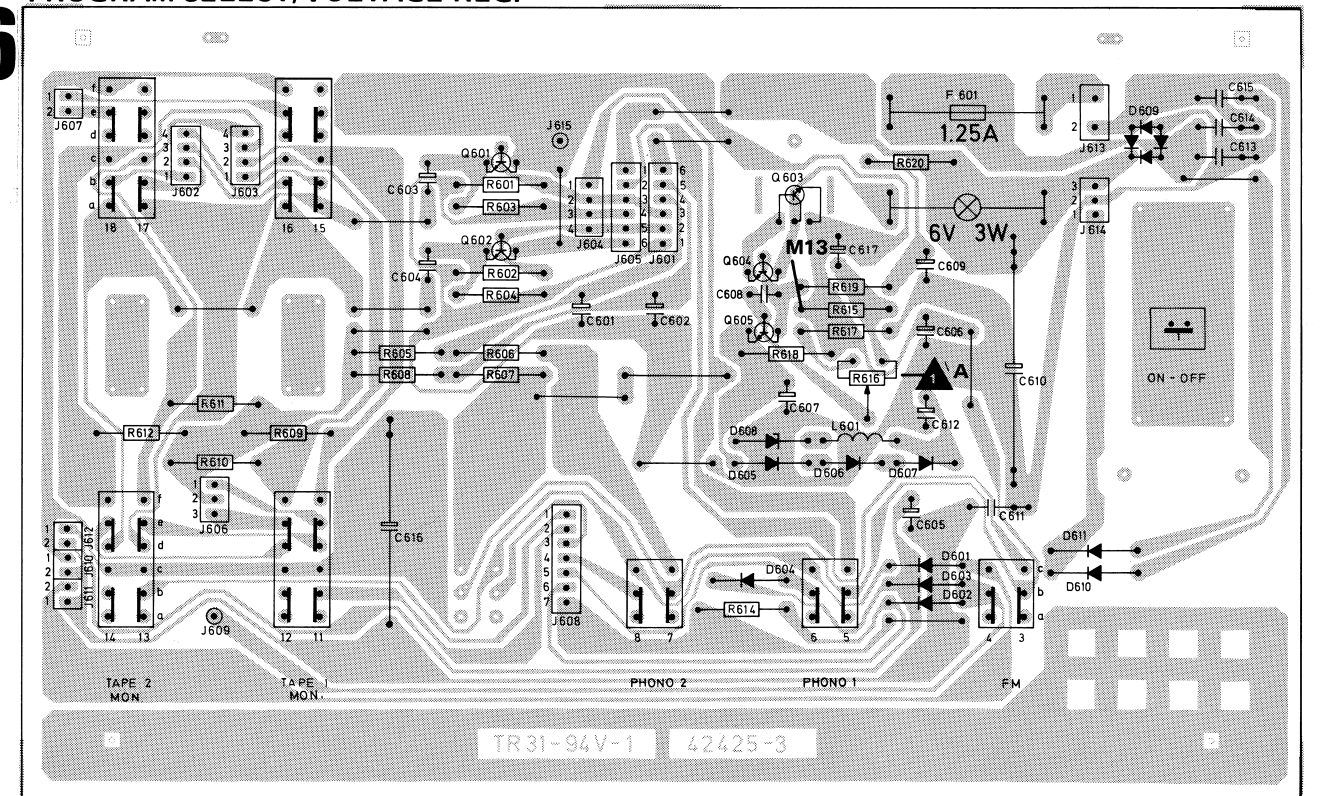 6
PROGRAM SELECT/VOLTAGE REG.
f
e
d
c
b
a
1
2
J607
18 17
4
3
2
1
J602
4
3
2
1
J603
16 15
C603
Q601
R601
R603
Q602
C604
R602
R604
J615
1
2
3
4
J604
1
2
3
4
5
6
J605
6
5
4
3
2
1
J601
C601
C602
Q603
M13
C617
Q604
C608
Q605
R619
R615
R617
R618
R616
C607
F 601
1.25A
R620
6V 3W
C609
C606
1 A
C610
C612
1
2
J613
3
2
1
J614
D609
C615
C614
C613
ON - OFF
R605
R608
R606
R607
R611
R612
R609
R610
D608
L601
D605
D606
D607
1
2
3
J606
C616
C605
C611
1
2
J612
1
2
J610
2
1
J611
f
e
d
c
b
a
14 13
J609
12 11
1
2
3
4
5
6
7
J608
8 7
D604
R614
6 5
D601
D603
D602
c
b
a
4 3
D611
D610
TAPE 2
MON.
TAPE 1
MON.
PHONO 2
PHONO 1
FM
TR31-94V-1
42425-3